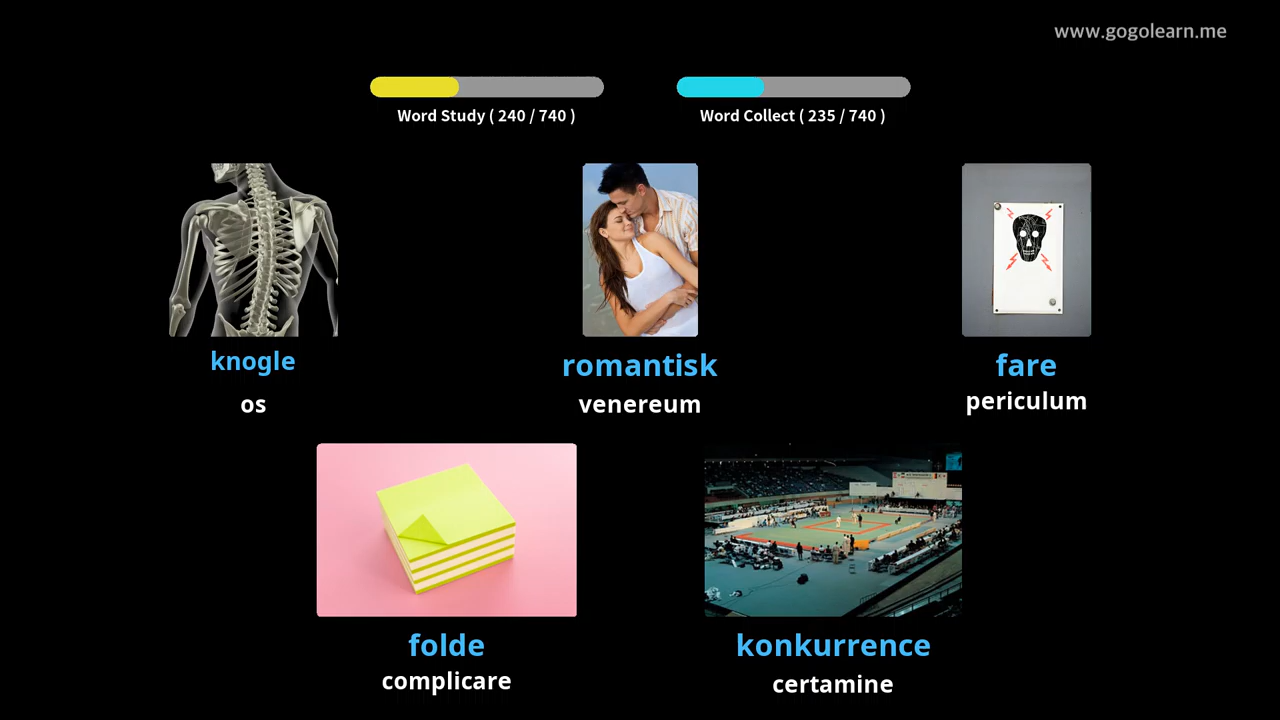 www.gogolearn.me
Word Study ( 240 / 740 )
Word Collect ( 235 / 740 )
knogle
os
romantisk
venereum
fare
periculum
folde
complicare
konkurrence
certamine